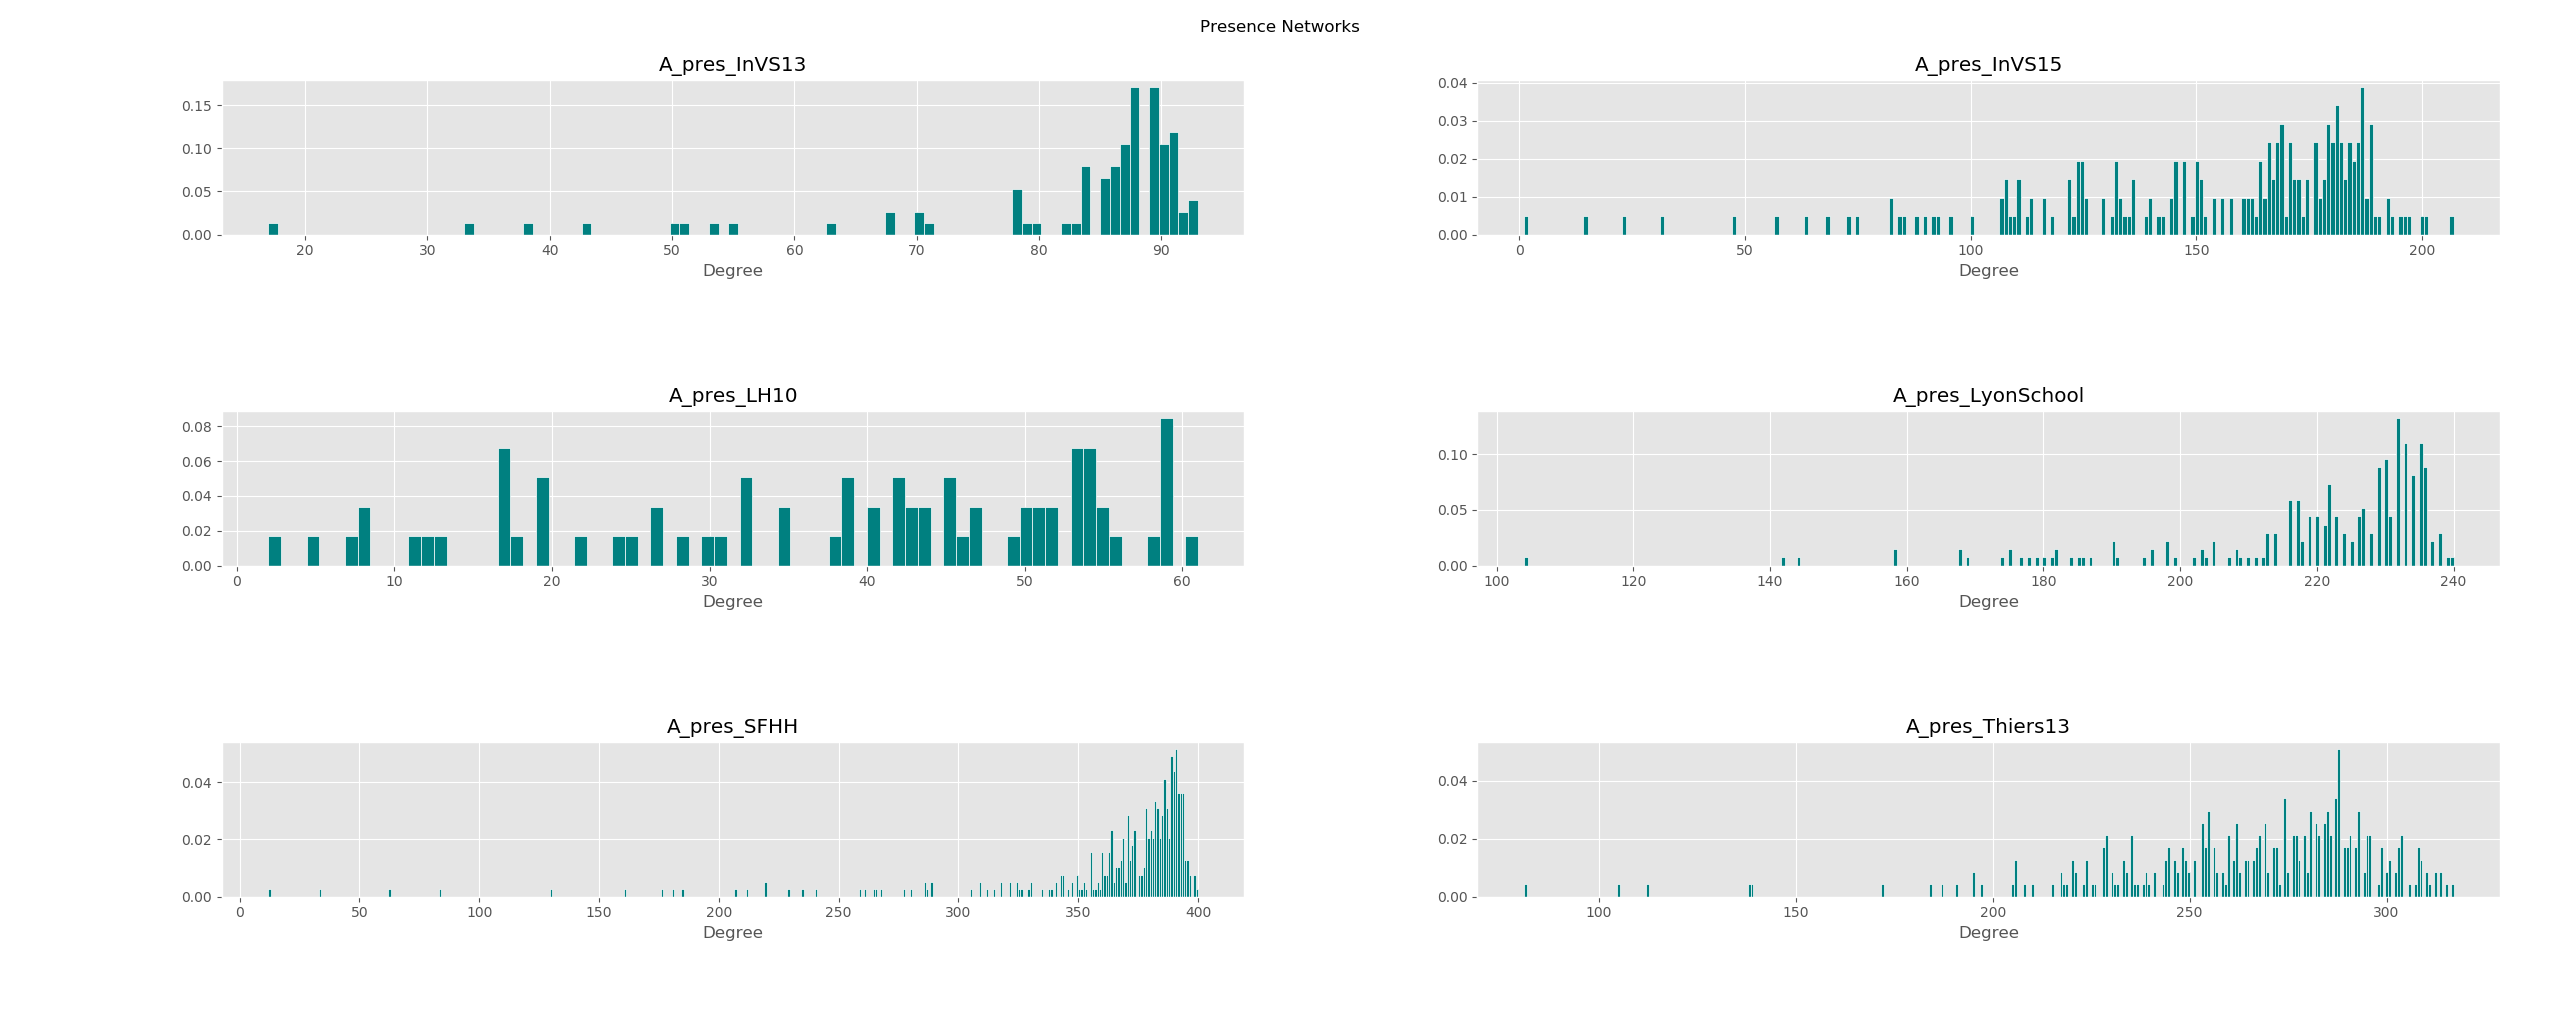 Presence Networks
A_pres_InVS13
0.15
0.10
0.05
0.00
20 30 40 50 60 70 80 90
Degree
A_pres_InVS15
0.04
0.03
0.02
0.01
0.00
0 50 100 150 200
Degree
A_pres_LH10
0.08
0.06
0.04
0.02
0.00
0 10 20 30 40 50 60
Degree
A_pres_LyonSchool
0.10
0.05
0.00
100 120 140 160 180 200 220 240
Degree
A_pres_SFHH
0.04
0.02
0.00
0 50 100 150 200 250 300 350 400
Degree
A_pres_Thiers13
0.04
0.02
0.00
100 150 200 250 300
Degree